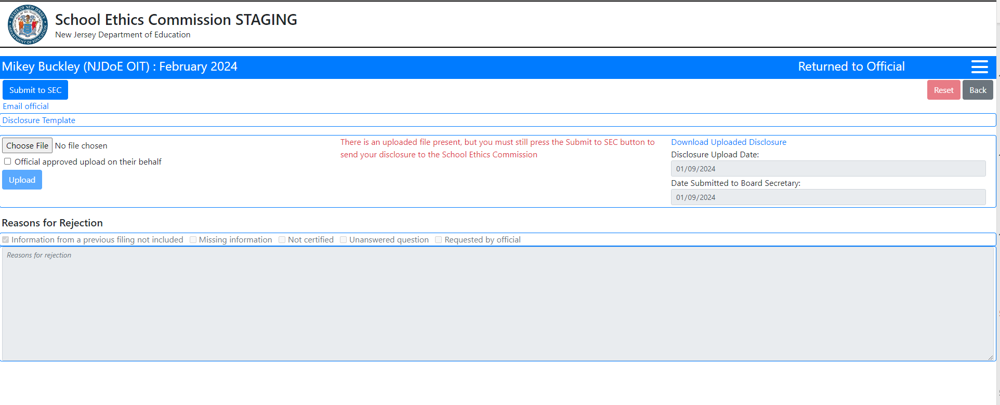 School Ethics Commission STAGING
New Jersey Department of Education
Mikey Buckley (NJDoE OIT) : February 2024
Returned to Official
Submit to SEC
Reset
Back
Email official
Disclosure Template
Choose File No file chosen
Official approved upload on their behalf
Upload
There is an uploaded file present, but you must still press the Submit to SEC button to
send your disclosure to the School Ethics Commission
Download Uploaded Disclosure
Disclosure Upload Date:
01/09/2024
Date Submitted to Board Secretary:
01/09/2024
Reasons for Rejection
Information from a previous filing not included Missing information Not certified Unanswered question Requested by official
Reasons for rejection